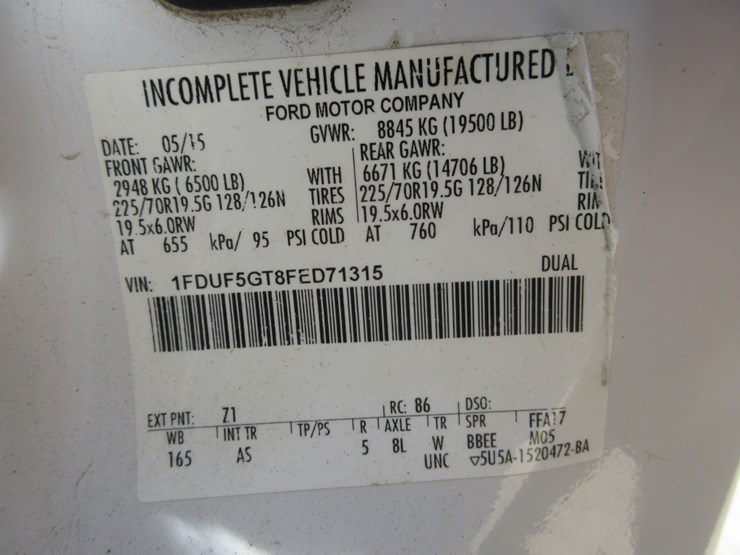 INCOMPLETE VEHICLE MANUFACTURED
FORD MOTOR COMPANY
DATE: 05/15 GVWR: 8845 KG (19500 LB)
FRONT GAWR: REAR GAWR:
2948 KG ( 6500 LB) WITH 6671 KG (14706 LB)
225/70R19.5G 128/126N TIRES 225/70R19.5G 128/126N
19.5x6.0RW RIMS 19.5x6.0RW
AT 655 kPa/ 95 PSI COLD AT 760 kPa/110 PSI COLD
VIN: 1FDUF5GT8FED71315 DUAL
EXT PNT: Z1 RC: 86 DSO:
WB INT TR TP/PS R AXLE TR SPR FFA17
165 AS 5 8L W BBEE M05
UNC ▽5U5A-1520472-BA